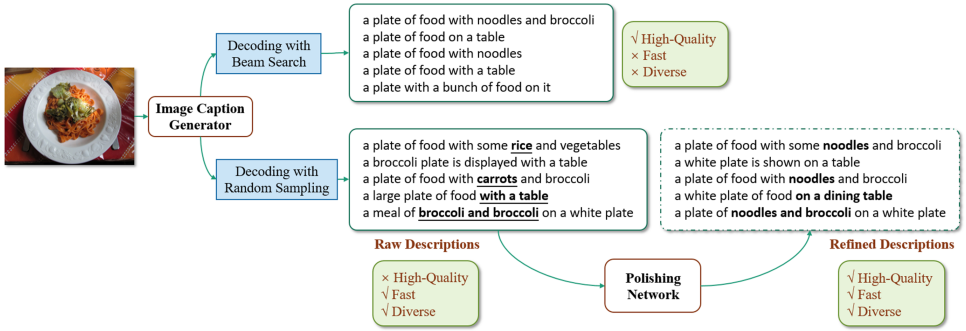 Decoding with
Beam Search
a plate of food with noodles and broccoli
a plate of food on a table
a plate of food with noodles
a plate of food with a table
a plate with a bunch of food on it
√ High-Quality
× Fast
× Diverse
Image Caption
Generator
Decoding with
Random Sampling
a plate of food with some rice and vegetables
a broccoli plate is displayed with a table
a plate of food with carrots and broccoli
a large plate of food with a table
a meal of broccoli and broccoli on a white plate
a plate of food with some noodles and broccoli
a white plate is shown on a table
a plate of food with noodles and broccoli
a white plate of food on a dining table
a plate of noodles and broccoli on a white plate
Raw Descriptions
× High-Quality
√ Fast
√ Diverse
Polishing
Network
Refined Descriptions
√ High-Quality
√ Fast
√ Diverse